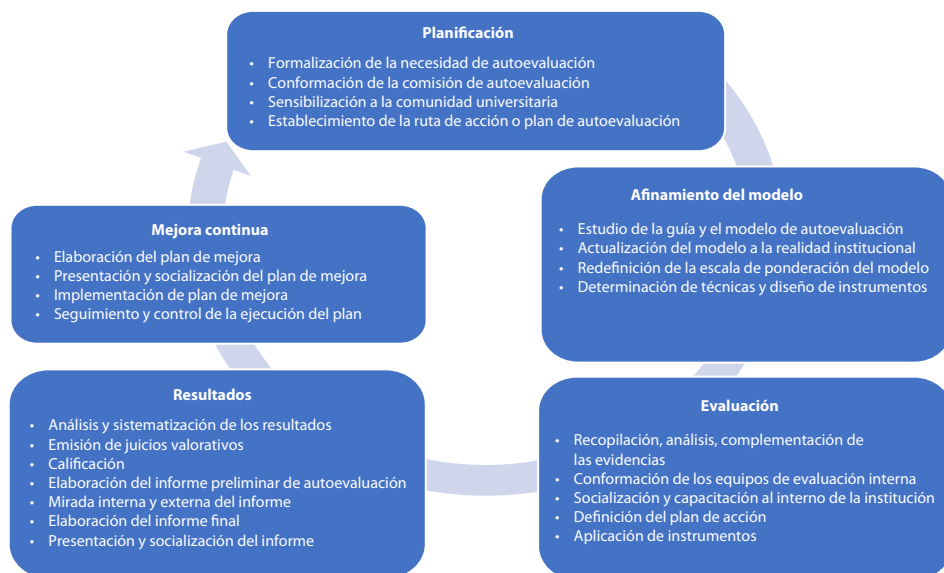 Planificación
• Formalización de la necesidad de autoevaluación
• Conformación de la comisión de autoevaluación
• Sensibilización a la comunidad universitaria
• Establecimiento de la ruta de acción o plan de autoevaluación
Afinamiento del modelo
• Estudio de la guía y el modelo de autoevaluación
• Actualización del modelo a la realidad institucional
• Redefinición de la escala de ponderación del modelo
• Determinación de técnicas y diseño de instrumentos
Evaluación
• Recopilación, análisis, complementación de
las evidencias
• Conformación de los equipos de evaluación interna
• Socialización y capacitación al interno de la institución
• Definición del plan de acción
• Aplicación de instrumentos
Resultados
• Análisis y sistematización de los resultados
• Emisión de juicios valorativos
• Calificación
• Elaboración del informe preliminar de autoevaluación
• Mirada interna y externa del informe
• Elaboración del informe final
• Presentación y socialización del informe
Mejora continua
• Elaboración del plan de mejora
• Presentación y socialización del plan de mejora
• Implementación de plan de mejora
• Seguimiento y control de la ejecución del plan